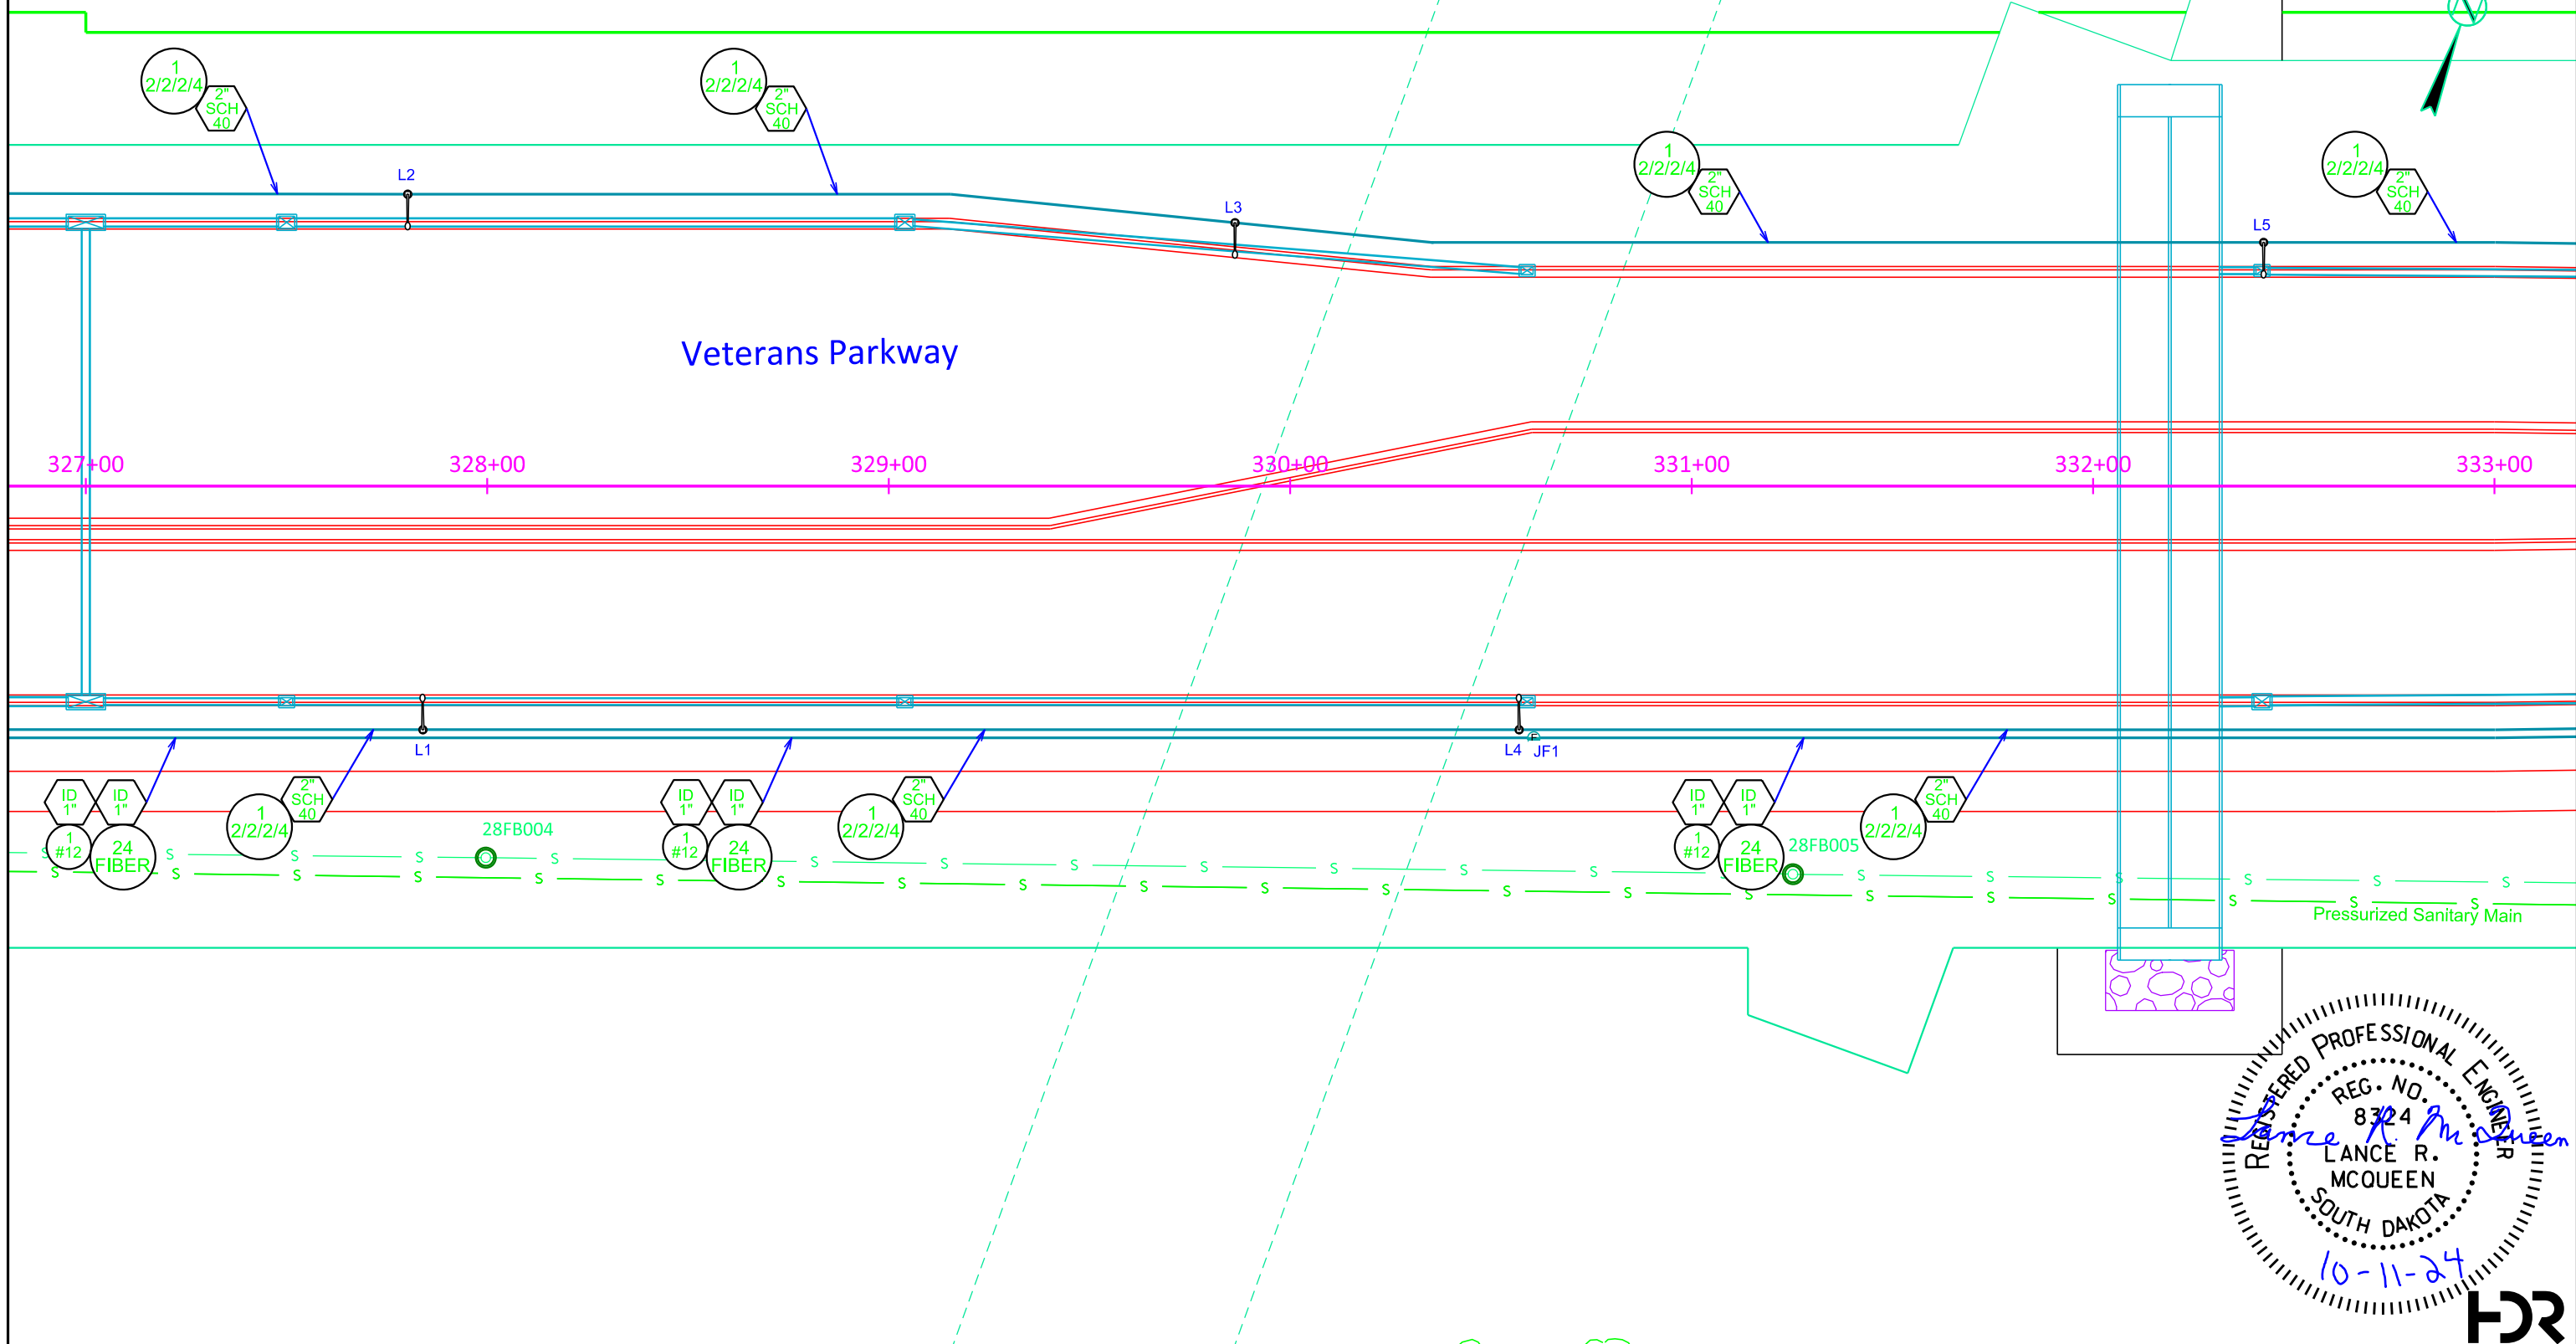 1
2/2/2/4
2"
SCH
40
1
2/2/2/4
2"
SCH
40
1
2/2/2/4
2"
SCH
40
1
2/2/2/4
2"
SCH
40
L2
L3
L5
Veterans Parkway
327+00
328+00
329+00
330+00
331+00
332+00
333+00
L1
L4
JF1
F
ID
1"
ID
1"
1
#12
24
FIBER
1
2/2/2/4
2"
SCH
40
28FB004
ID
1"
ID
1"
1
#12
24
FIBER
1
2/2/2/4
2"
SCH
40
ID
1"
ID
1"
1
#12
24
FIBER
28FB005
1
2/2/2/4
2"
SCH
40
S S S S S S S S S S S S S S S S S S
S S S S S S S S S S S S S S S S S S S S S
Pressurized Sanitary Main
REGISTERED PROFESSIONAL ENGINEER
REG. NO.
8324
Lance R. McQueen
LANCE R.
MCQUEEN
SOUTH DAKOTA
10-11-24
HDR